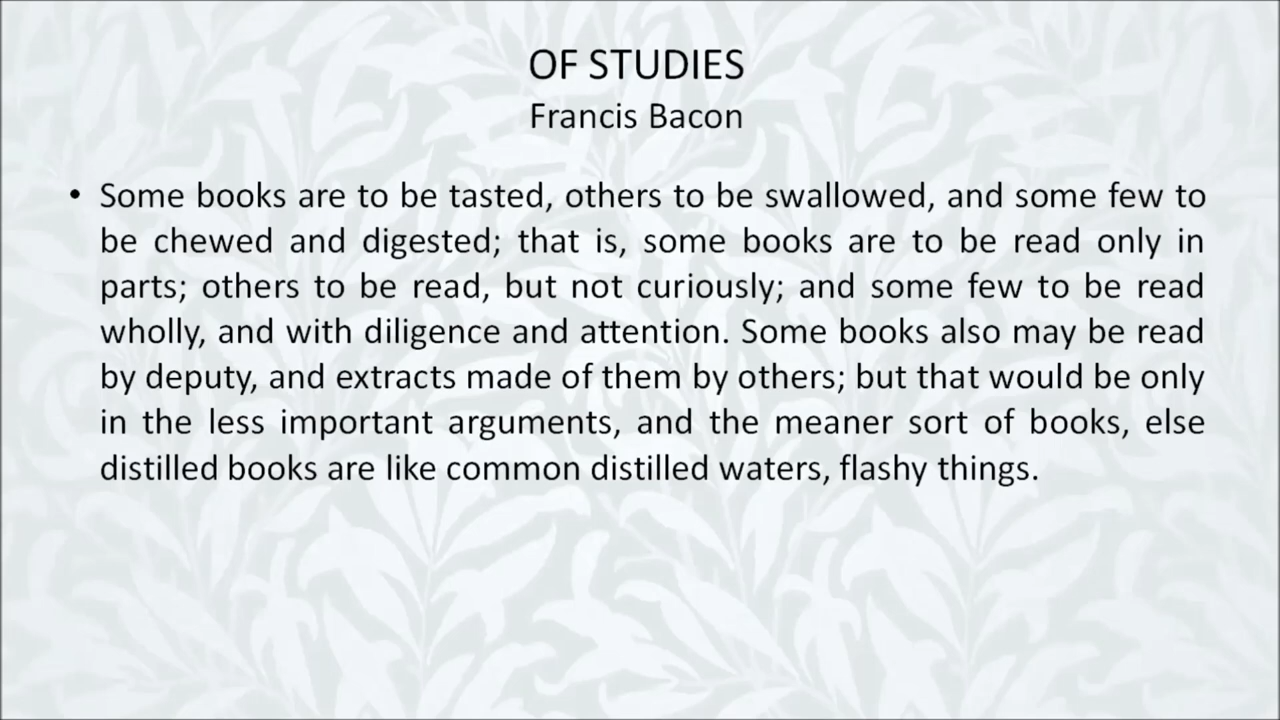 OF STUDIES
Francis Bacon
• Some books are to be tasted, others to be swallowed, and some few to
be chewed and digested; that is, some books are to be read only in
parts; others to be read, but not curiously; and some few to be read
wholly, and with diligence and attention. Some books also may be read
by deputy, and extracts made of them by others; but that would be only
in the less important arguments, and the meaner sort of books, else
distilled books are like common distilled waters, flashy things.